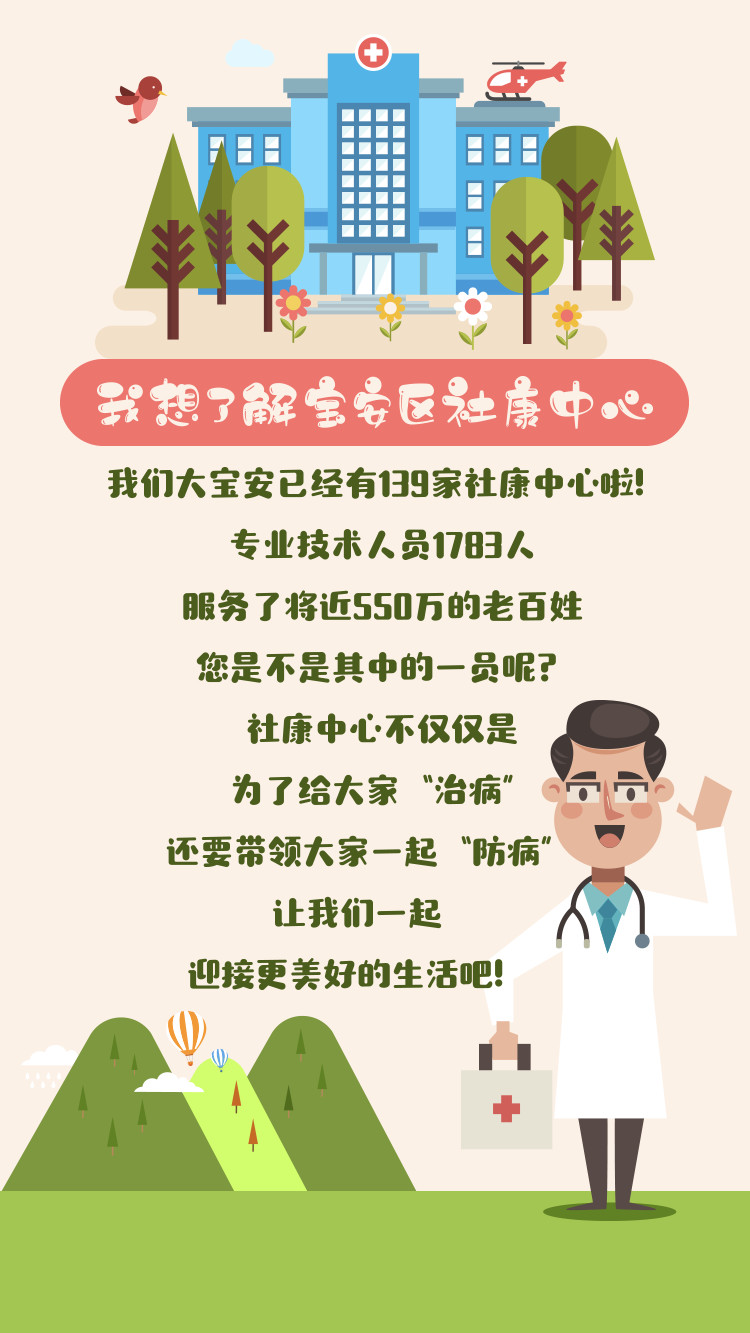 我想了解宝安区社康中心
我们大宝安已经有139家社康中心啦!
专业技术人员1783人
服务了将近550万的老百姓
您是不是其中的一员呢?
社康中心不仅仅是
为了给大家“治病”
还要带领大家一起“防病”
让我们一起
迎接更美好的生活吧!